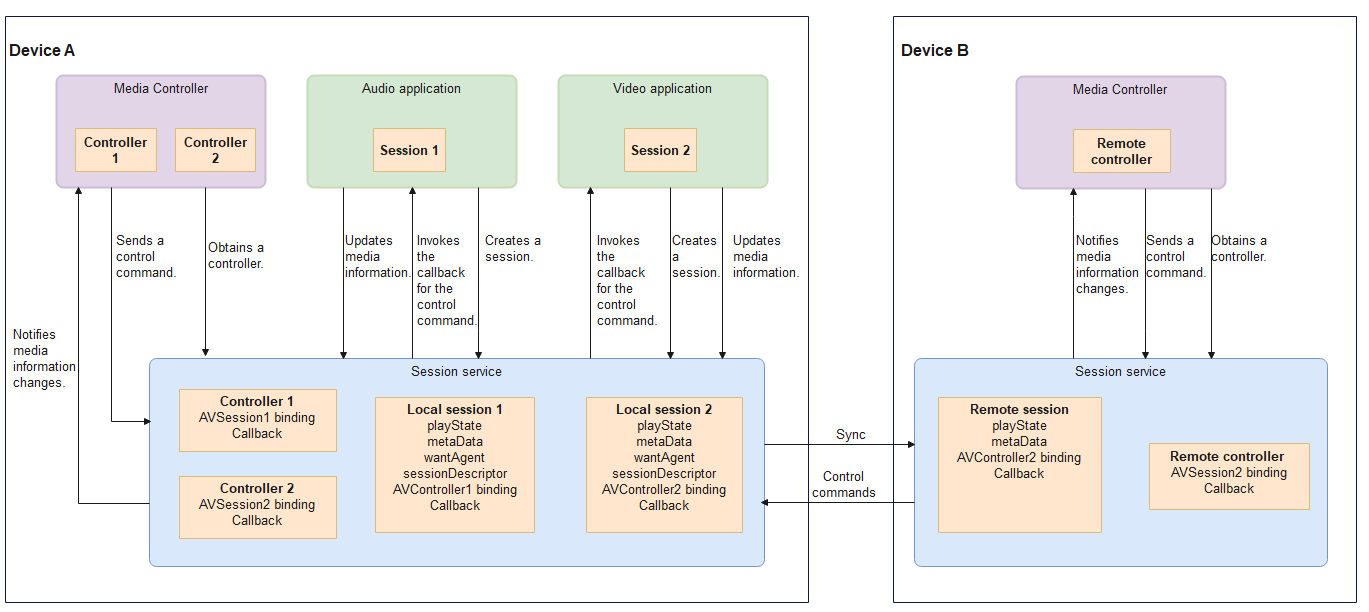 Device A
Media Controller
Controller
1
Controller
2
Audio application
Session 1
Video application
Session 2
Sends a
control
command.
Obtains a
controller.
Updates
media
information.
Invokes
the
callback
for the
control
command.
Creates a
session.
Invokes
the
callback
for the
control
command.
Creates
a
session.
Updates
media
information.
Notifies
media
information
changes.
Session service
Controller 1
AVSession1 binding
Callback
Controller 2
AVSession2 binding
Callback
Local session 1
playState
metaData
wantAgent
sessionDescriptor
AVController1 binding
Callback
Local session 2
playState
metaData
wantAgent
sessionDescriptor
AVController2 binding
Callback
Sync
Control
commands
Device B
Media Controller
Remote
controller
Notifies
media
information
changes.
Sends a
control
command.
Obtains a
controller.
Session service
Remote session
playState
metaData
AVController2 binding
Callback
Remote controller
AVSession2 binding
Callback